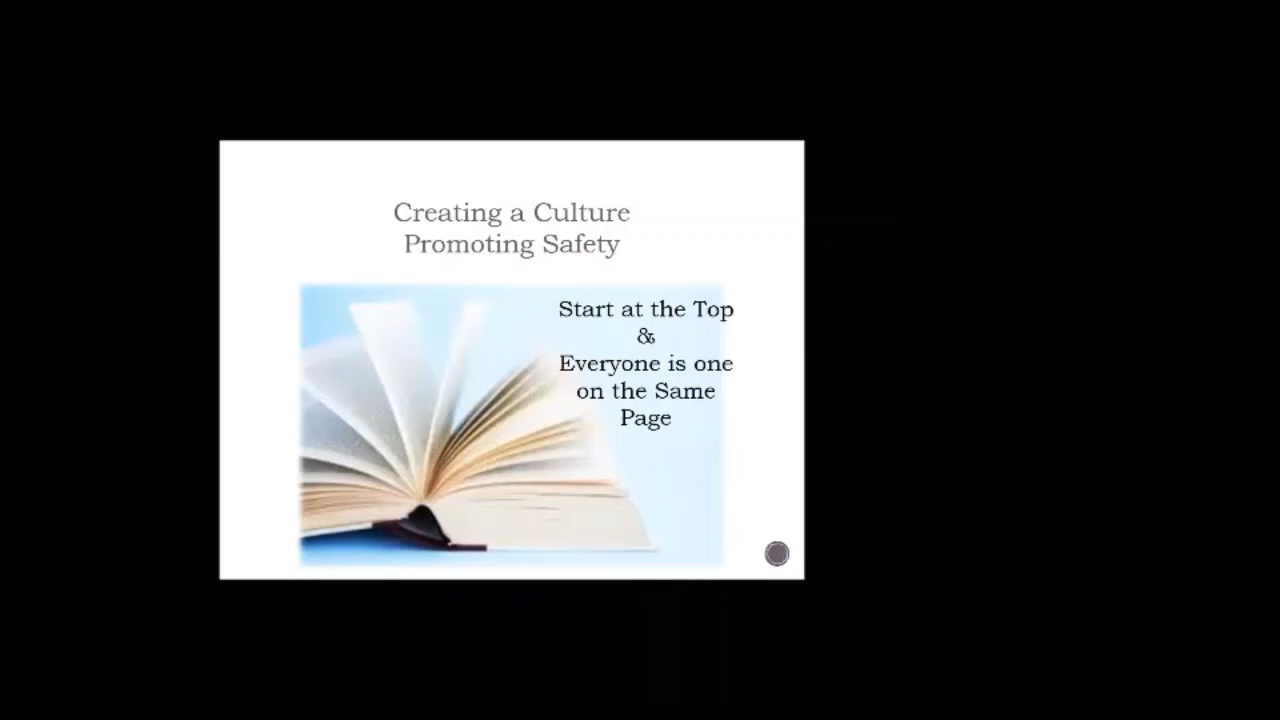 Creating a Culture
Promoting Safety
Start at the Top
&
Everyone is one
on the Same
Page